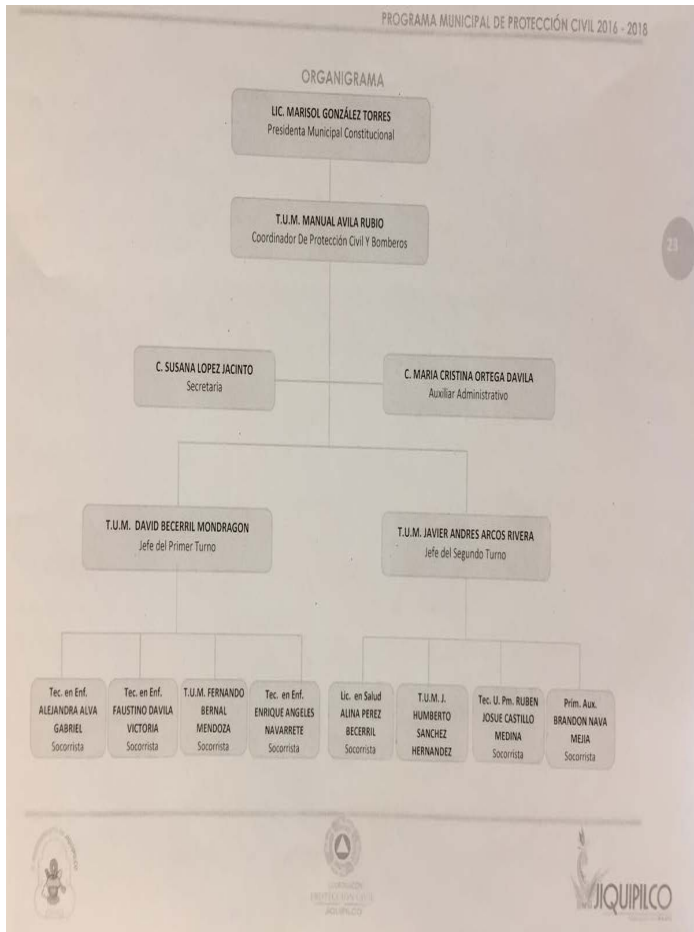 PROGRAMA MUNICIPAL DE PROTECCIÓN CIVIL 2016 - 2018
ORGANIGRAMA
LIC. MARISOL GONZÁLEZ TORRES
Presidenta Municipal Constitucional
T.U.M. MANUAL AVILA RUBIO
Coordinador De Protección Civil Y Bomberos
23
C. SUSANA LOPEZ JACINTO
Secretaria
C. MARIA CRISTINA ORTEGA DAVILA
Auxiliar Administrativo
T.U.M. DAVID BECERRIL MONDRAGON
Jefe del Primer Turno
T.U.M. JAVIER ANDRES ARCOS RIVERA
Jefe del Segundo Turno
Tec. en Enf.
ALEJANDRA ALVA
GABRIEL
Socorrista
Tec. en Enf.
FAUSTINO DAVILA
VICTORIA
Socorrista
T.U.M. FERNANDO
BERNAL
MENDOZA
Socorrista
Tec. en Enf.
ENRIQUE ANGELES
NAVARRETE
Socorrista
Lic. en Salud
ALINA PEREZ
BECERRIL
Socorrista
T.U.M. J.
HUMBERTO
SANCHEZ
HERNANDEZ
Tec. U. Pm. RUBEN
JOSUE CASTILLO
MEDINA
Socorrista
Prim. Aux.
BRANDON NAVA
MEJIA
Socorrista
PROTECCIÓN CIVIL
JIQUIPILCO
JIQUIPILCO